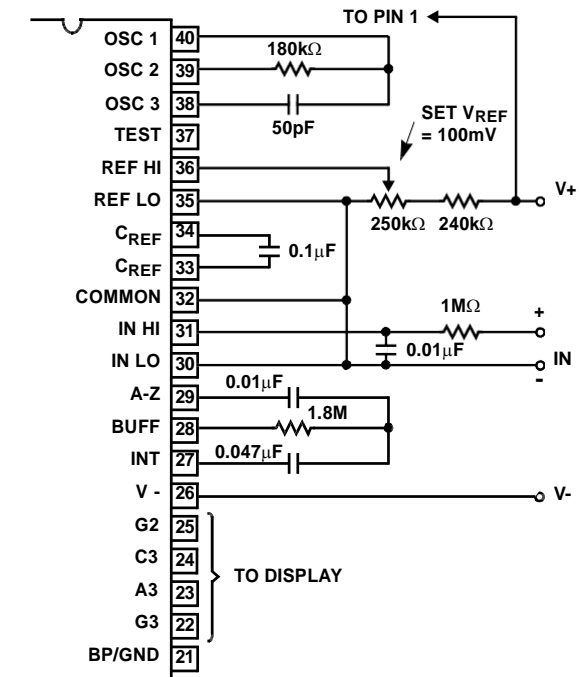 TO PIN 1
OSC 1 40
180kΩ
OSC 2 39
OSC 3 38
50pF
SET VREF
= 100mV
TEST 37
REF HI 36
REF LO 35
V+
250kΩ 240kΩ
CREF 34
0.1μF
CREF 33
COMMON 32
1MΩ
+
IN HI 31
0.01μF
IN
IN LO 30
-
A-Z 29
0.01μF
BUFF 28
1.8M
INT 27
0.047μF
V - 26
V-
G2 25
C3 24
TO DISPLAY
A3 23
G3 22
BP/GND 21